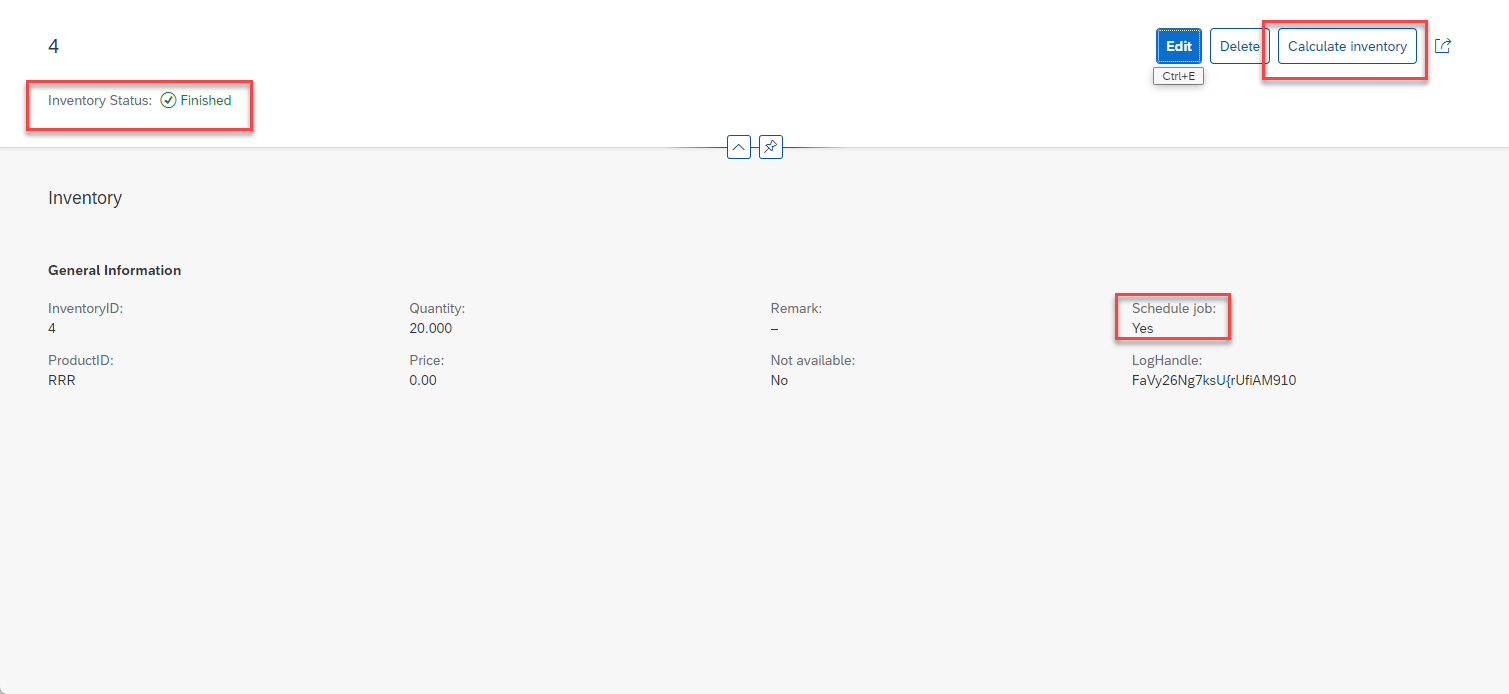 4
Edit
Delete
Calculate inventory
Ctrl+E
Inventory Status: Finished
Inventory
General Information
InventoryID:
4
Quantity:
20.000
Remark:
–
Schedule job:
Yes
ProductID:
RRR
Price:
0.00
Not available:
No
LogHandle:
FaVy26Ng7ksU{rUfiAM910